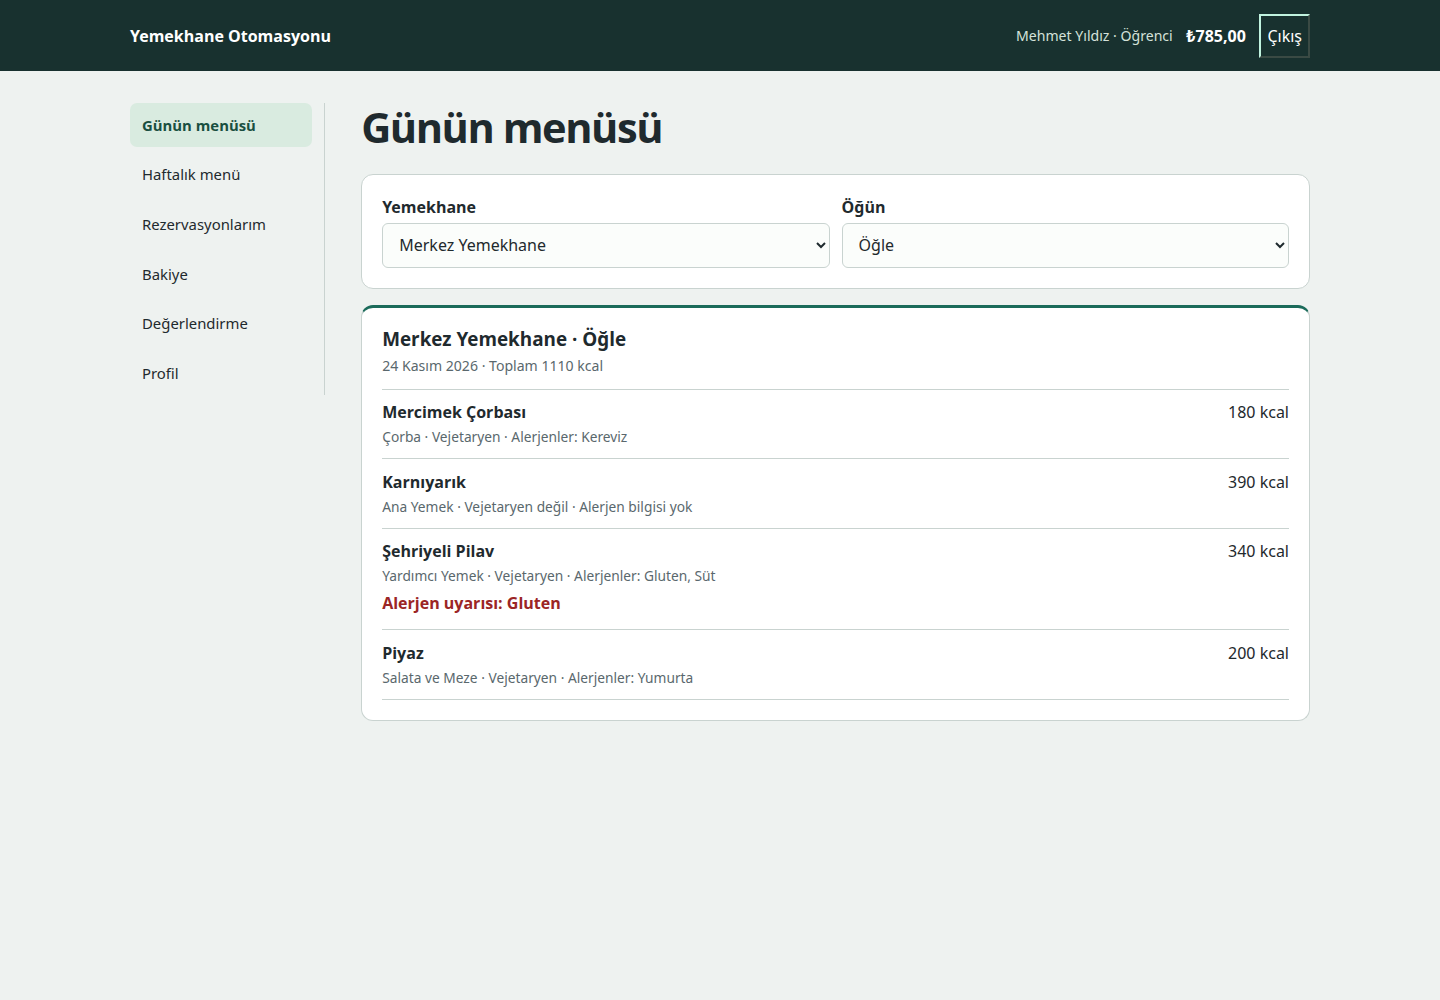 Yemekhane Otomasyonu
Mehmet Yıldız · Öğrenci ₺785,00 Çıkış
Günün menüsü
Haftalık menü
Rezervasyonlarım
Bakiye
Değerlendirme
Profil
Günün menüsü
Yemekhane Öğün
Merkez Yemekhane Öğle
Merkez Yemekhane · Öğle
24 Kasım 2026 · Toplam 1110 kcal
Mercimek Çorbası 180 kcal
Çorba · Vejetaryen · Alerjenler: Kereviz
Karnıyarık 390 kcal
Ana Yemek · Vejetaryen değil · Alerjen bilgisi yok
Şehriyeli Pilav 340 kcal
Yardımcı Yemek · Vejetaryen · Alerjenler: Gluten, Süt
Alerjen uyarısı: Gluten
Piyaz 200 kcal
Salata ve Meze · Vejetaryen · Alerjenler: Yumurta